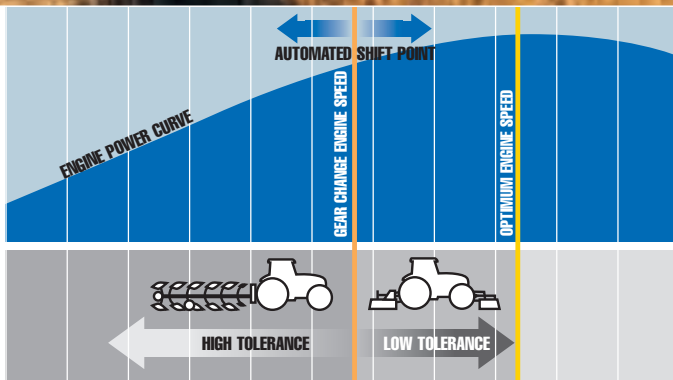 AUTOMATED SHIFT POINT
ENGINE POWER CURVE
GEAR CHANGE ENGINE SPEED
OPTIMUM ENGINE SPEED
HIGH TOLERANCE
LOW TOLERANCE